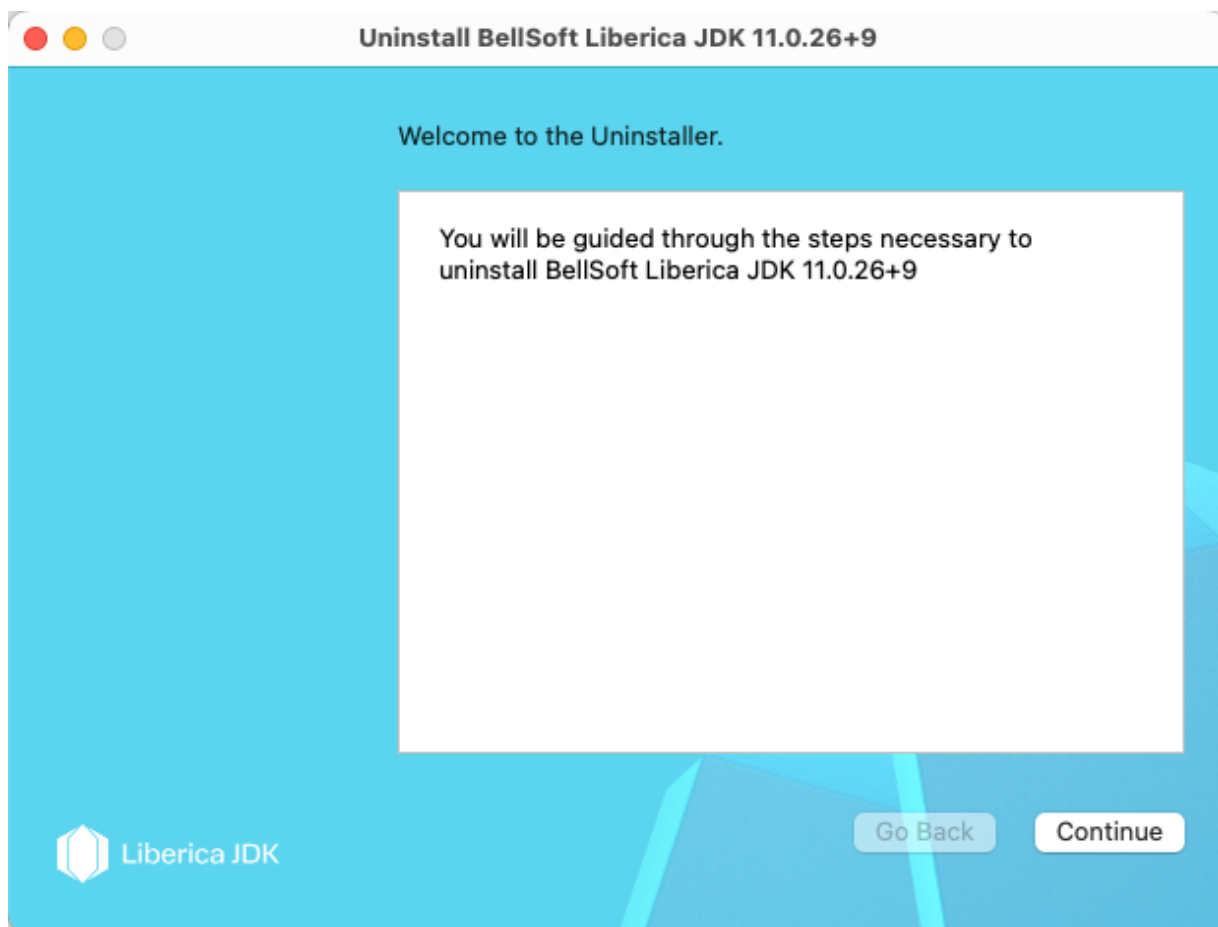 Uninstall BellSoft Liberica JDK 11.0.26+9
Welcome to the Uninstaller.
You will be guided through the steps necessary to
uninstall BellSoft Liberica JDK 11.0.26+9
Liberica JDK
Go Back
Continue